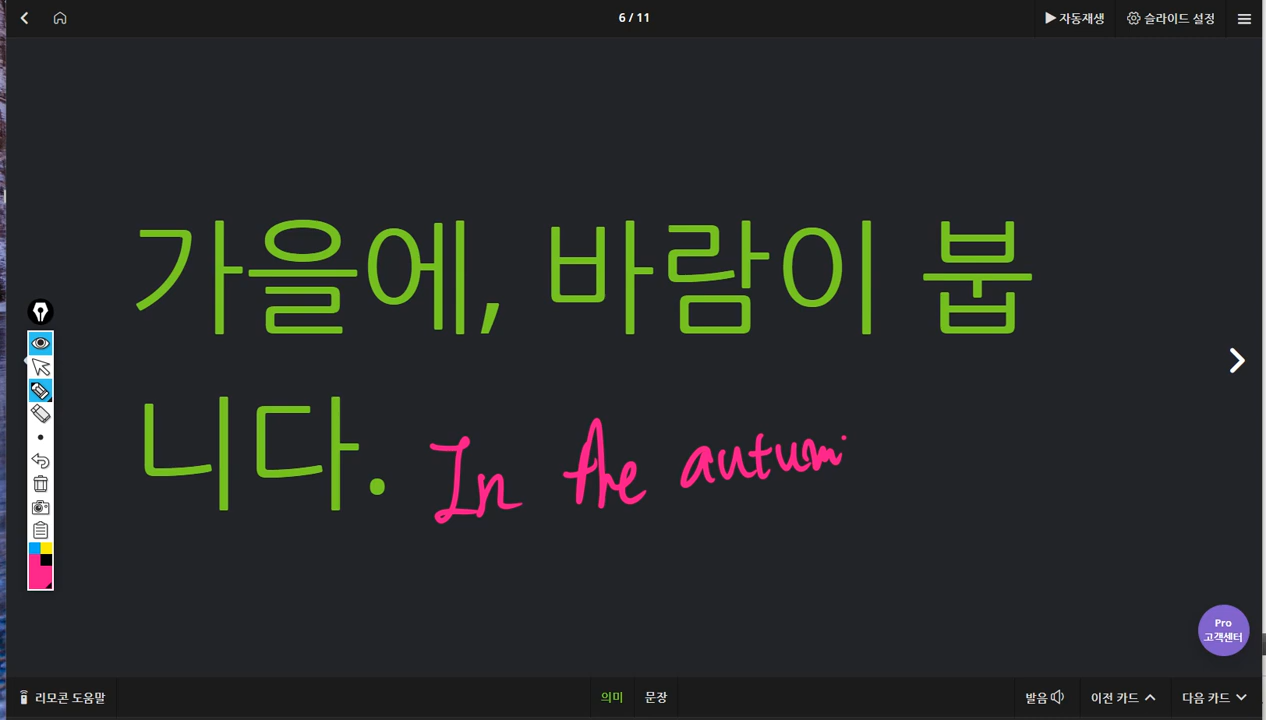 6 / 11
자동재생
슬라이드 설정
가을에, 바람이 붑
니다. In the autum
Pro
고객센터
리모콘 도움말
의미
문장
발음
이전 카드
다음 카드